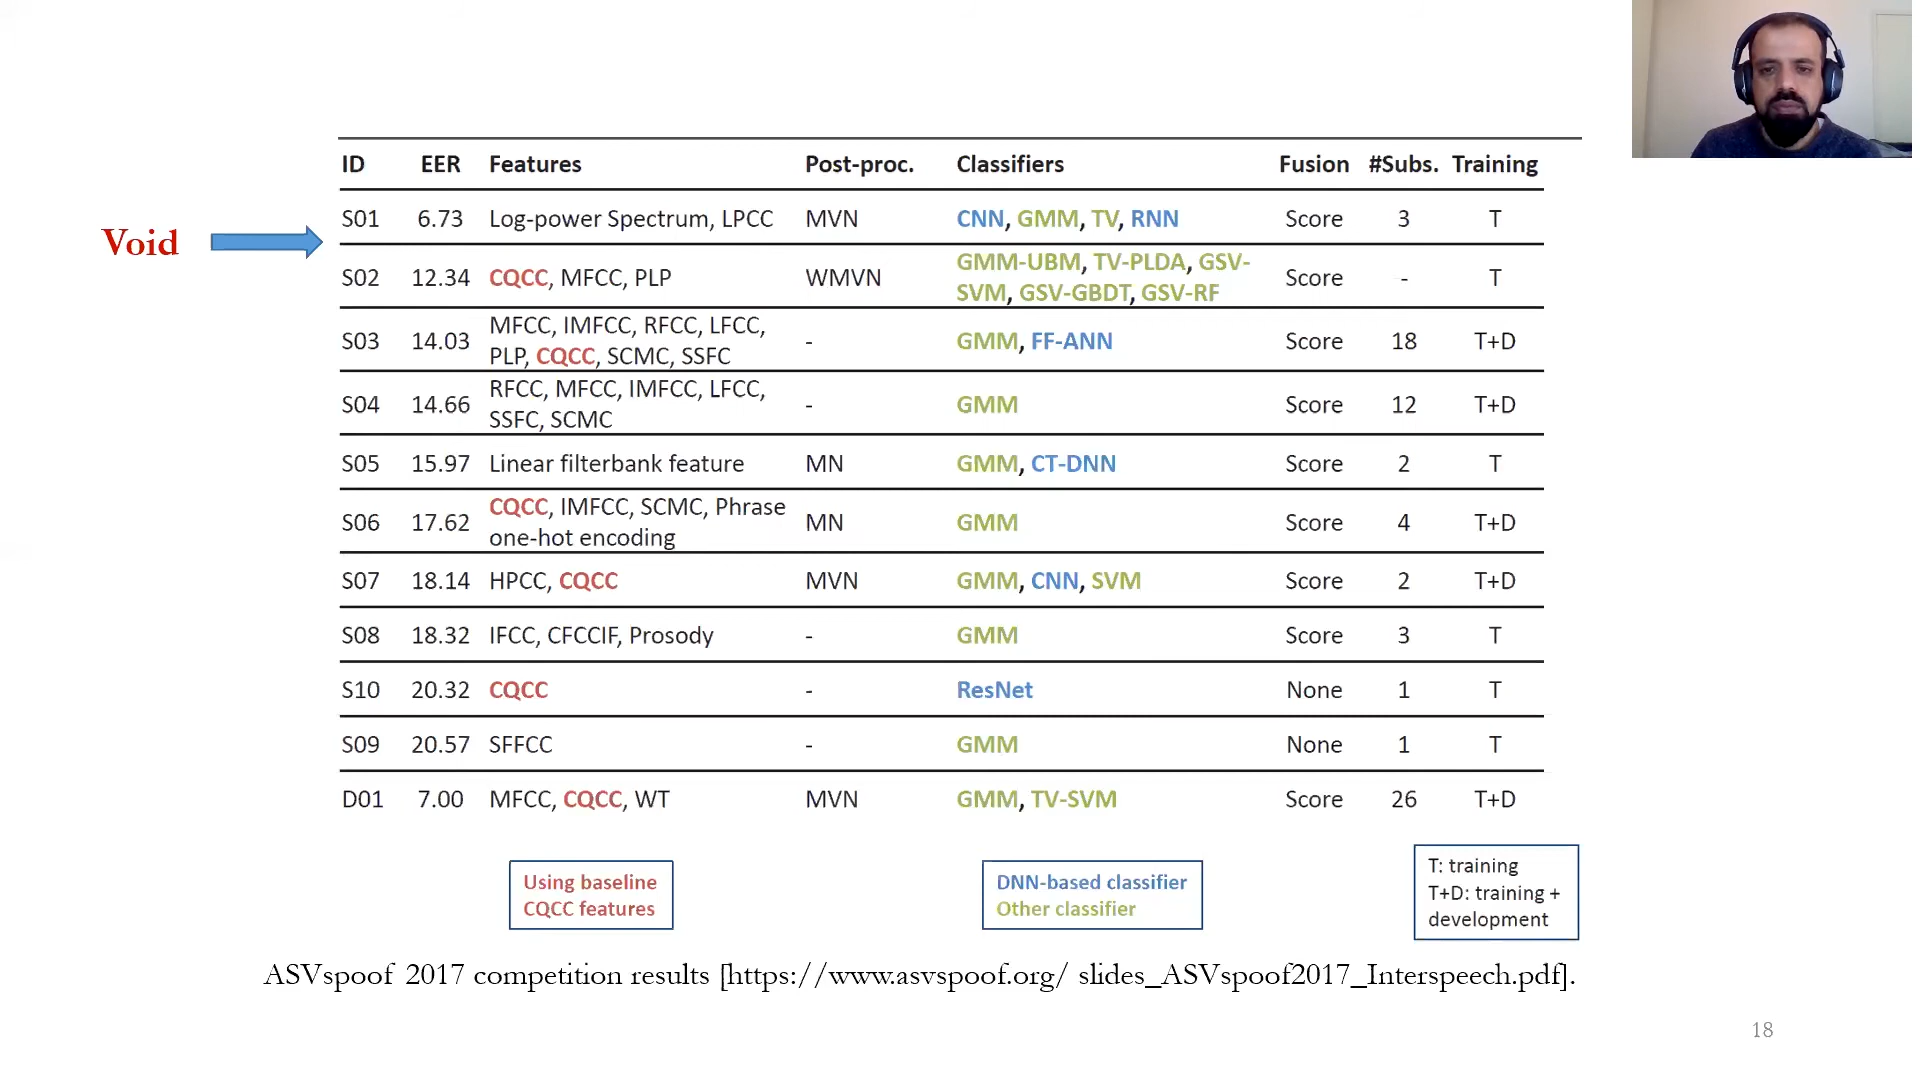 ID EER Features Post-proc. Classifiers Fusion #Subs. Training
S01 6.73 Log-power Spectrum, LPCC MVN CNN, GMM, TV, RNN Score 3 T
Void
S02 12.34 CQCC, MFCC, PLP WMVN GMM-UBM, TV-PLDA, GSV-
SVM, GSV-GBDT, GSV-RF Score - T
S03 14.03 MFCC, IMFCC, RFCC, LFCC,
PLP, CQCC, SCMC, SSFC - GMM, FF-ANN Score 18 T+D
S04 14.66 RFCC, MFCC, IMFCC, LFCC,
SSFC, SCMC - GMM Score 12 T+D
S05 15.97 Linear filterbank feature MN GMM, CT-DNN Score 2 T
S06 17.62 CQCC, IMFCC, SCMC, Phrase
one-hot encoding MN GMM Score 4 T+D
S07 18.14 HPCC, CQCC MVN GMM, CNN, SVM Score 2 T+D
S08 18.32 IFCC, CFCCIF, Prosody - GMM Score 3 T
S10 20.32 CQCC - ResNet None 1 T
S09 20.57 SFFCC - GMM None 1 T
D01 7.00 MFCC, CQCC, WT MVN GMM, TV-SVM Score 26 T+D
Using baseline
CQCC features
DNN-based classifier
Other classifier
T: training
T+D: training +
development
ASVspoof 2017 competition results [https://www.asvspoof.org/ slides_ASVspoof2017_Interspeech.pdf].
18